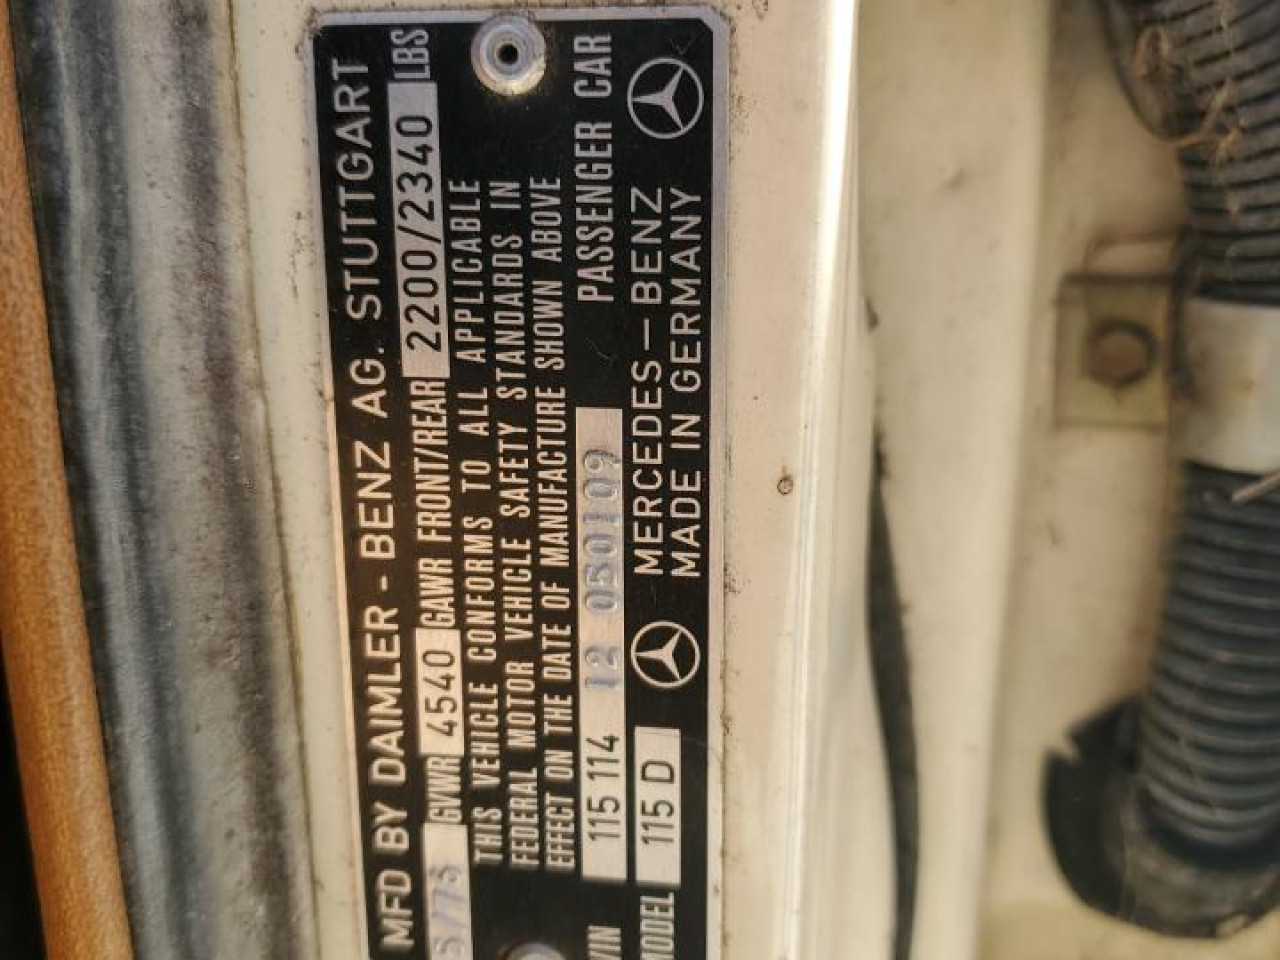 MFD BY DAIMLER - BENZ AG. STUTTGART
5/76 GVWR 4540 GAWR FRONT/REAR 2200/2340 LBS
THIS VEHICLE CONFORMS TO ALL APPLICABLE
FEDERAL MOTOR VEHICLE SAFETY STANDARDS IN
EFFECT ON THE DATE OF MANUFACTURE SHOWN ABOVE
VIN 115 114 12 050109 PASSENGER CAR
MODEL 115 D MERCEDES-BENZ
MADE IN GERMANY